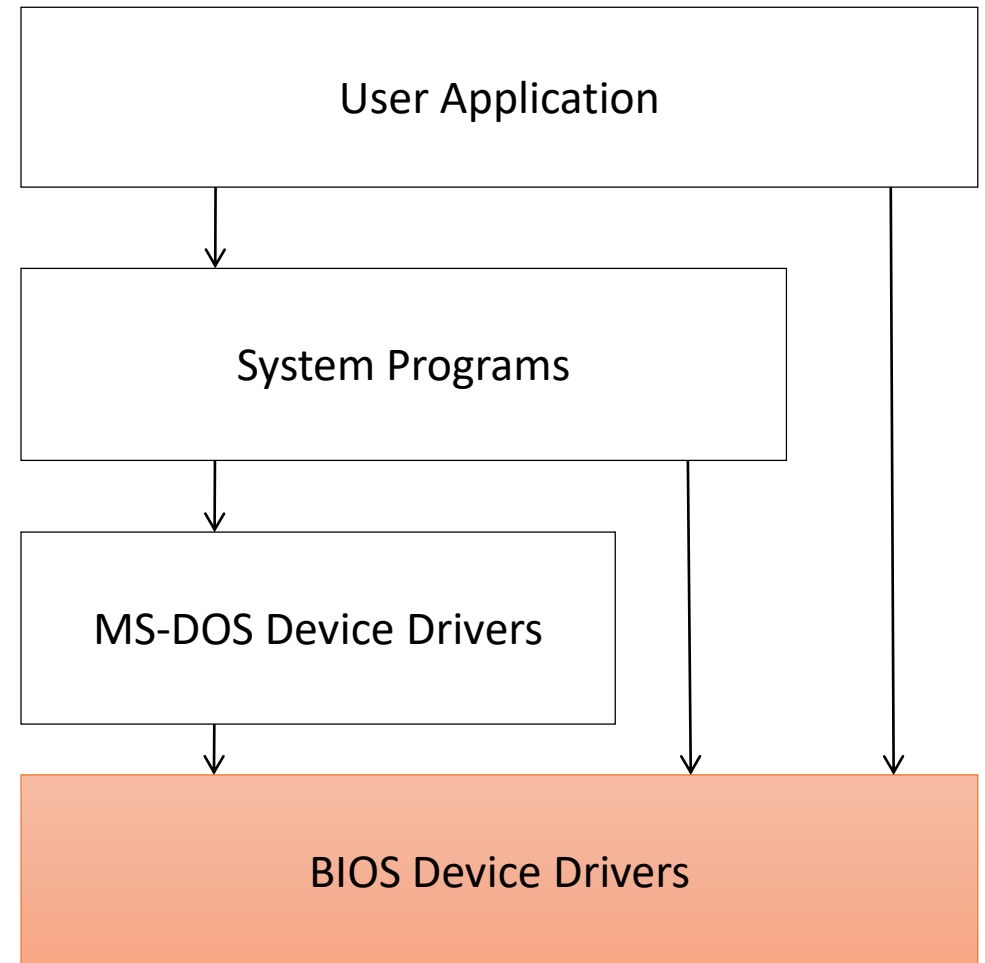 User Application
System Programs
MS-DOS Device Drivers
BIOS Device Drivers